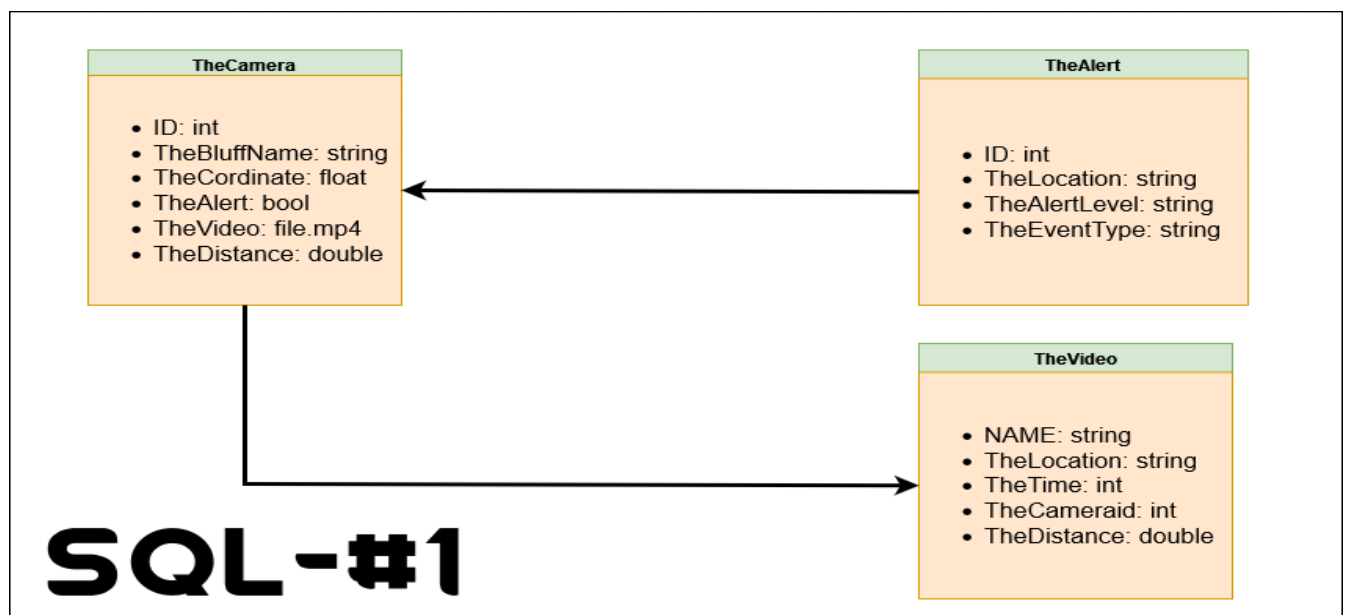 TheCamera
• ID: int
• TheBluffName: string
• TheCordinate: float
• TheAlert: bool
• TheVideo: file.mp4
• TheDistance: double
TheAlert
• ID: int
• TheLocation: string
• TheAlertLevel: string
• TheEventType: string
TheVideo
• NAME: string
• TheLocation: string
• TheTime: int
• TheCameraid: int
• TheDistance: double
SQL-#1